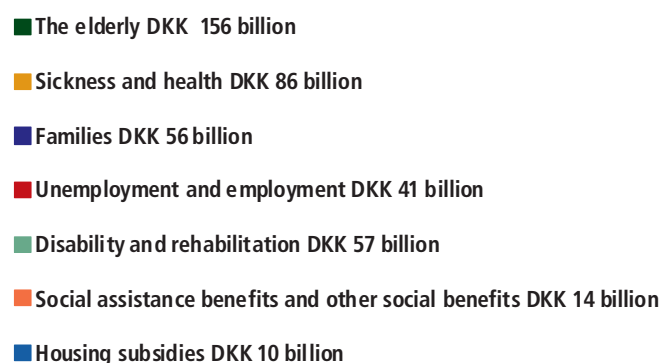 The elderly DKK 156 billion
Sickness and health DKK 86 billion
Families DKK 56 billion
Unemployment and employment DKK 41 billion
Disability and rehabilitation DKK 57 billion
Social assistance benefits and other social benefits DKK 14 billion
Housing subsidies DKK 10 billion